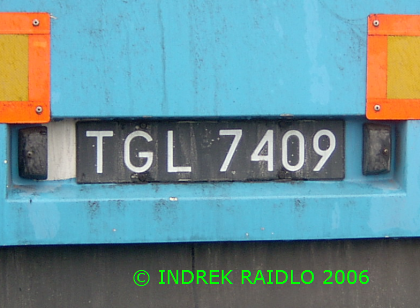 TGL 7409
© INDREK RAIDLO 2006